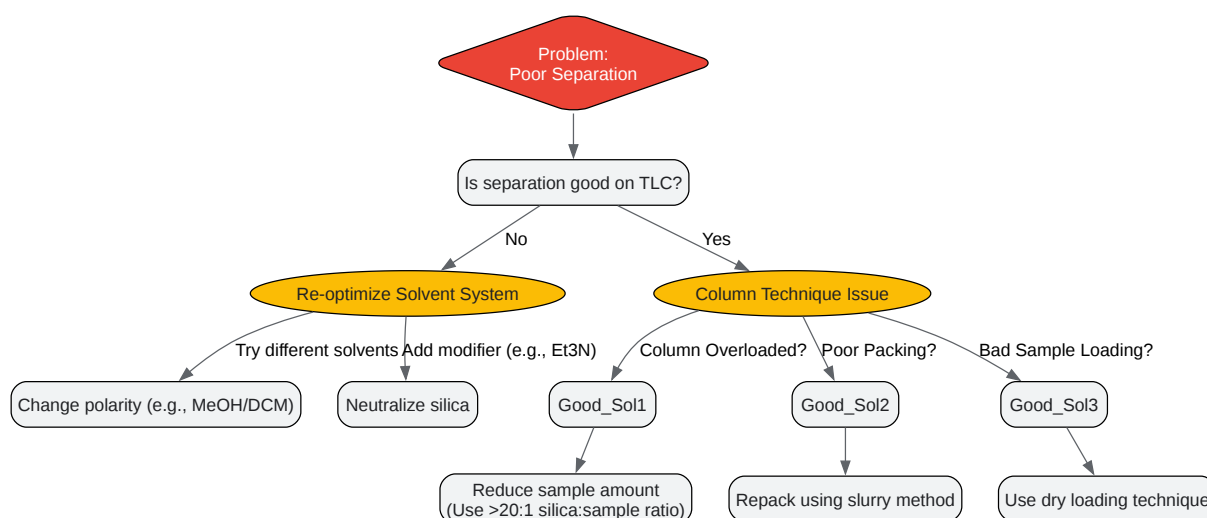 Problem:
Poor Separation
Is separation good on TLC?
No
Yes
Re-optimize Solvent System
Column Technique Issue
Try different solvents
Add modifier (e.g., Et3N)
Column Overloaded?
Poor Packing?
Bad Sample Loading?
Change polarity (e.g., MeOH/DCM)
Neutralize silica
Good_Sol1
Good_Sol2
Good_Sol3
Reduce sample amount
(Use >20:1 silica:sample ratio)
Repack using slurry method
Use dry loading technique